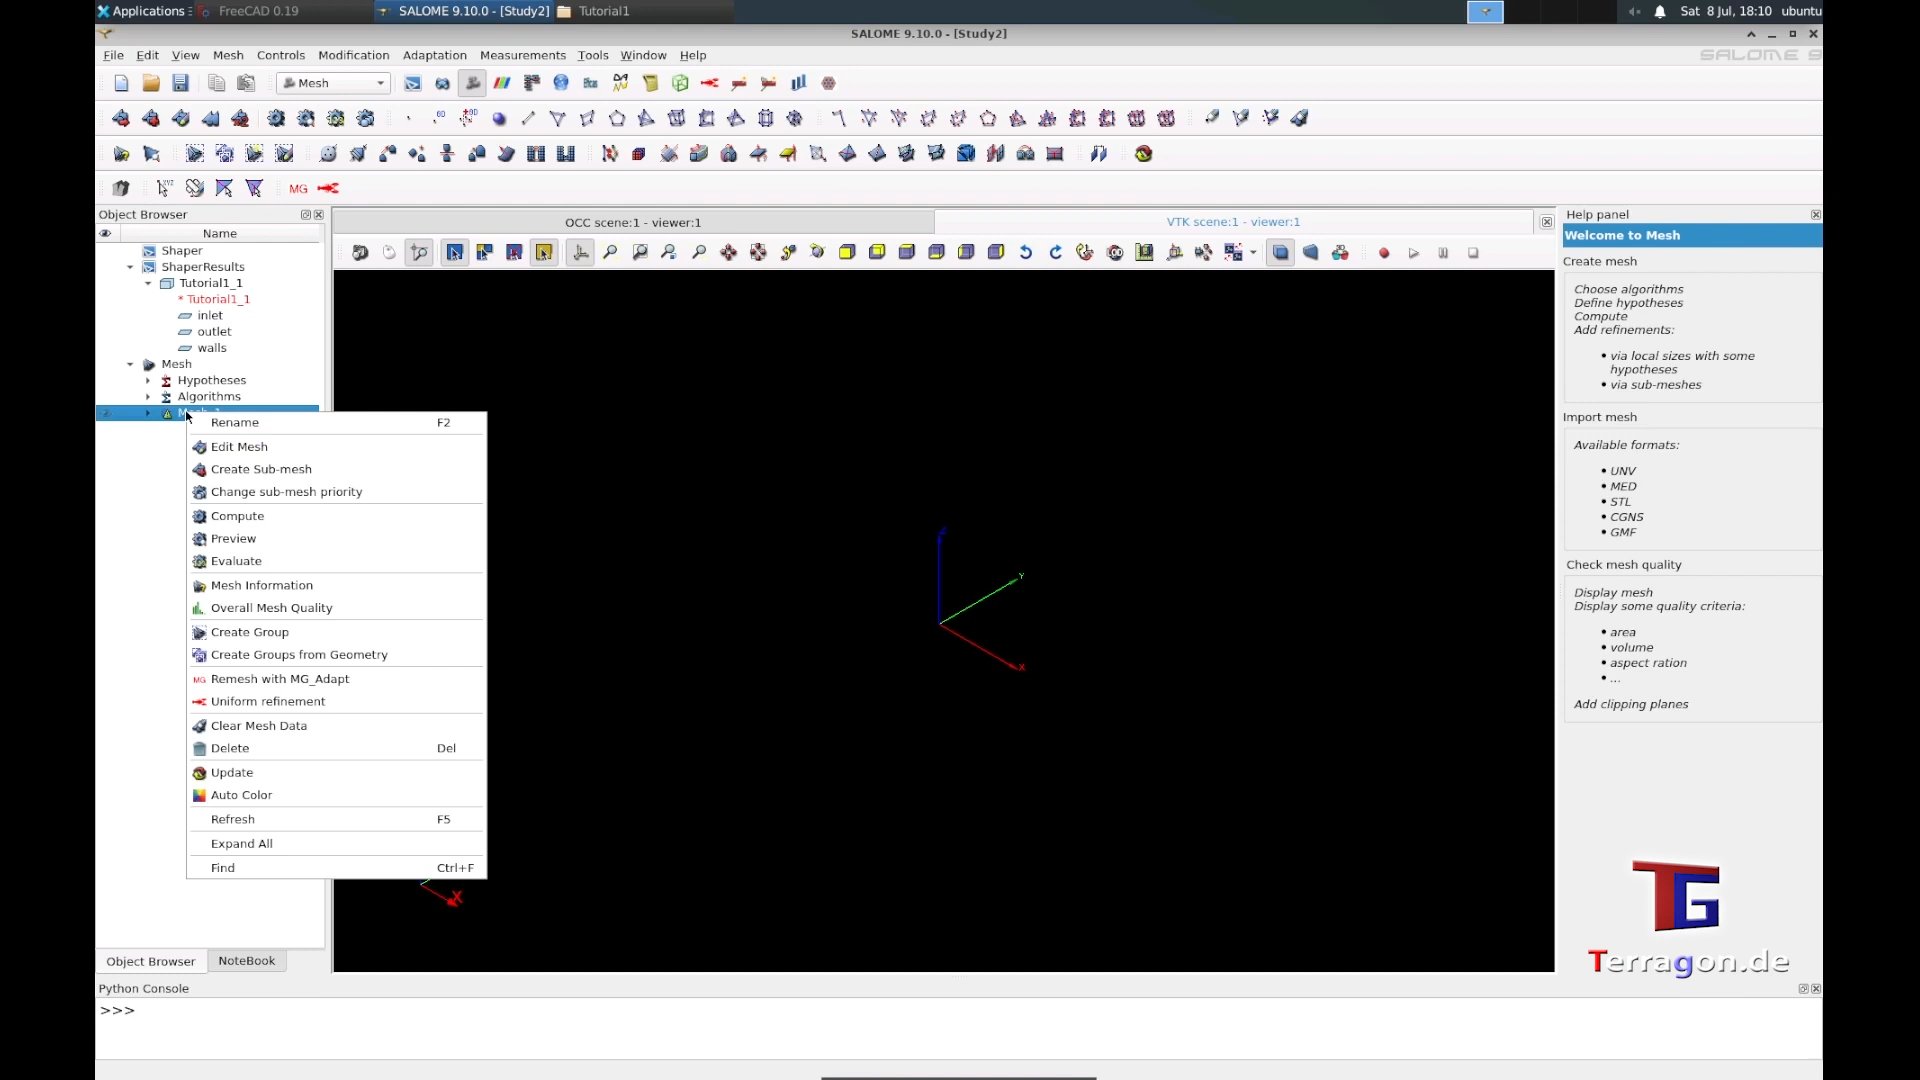 Applications
FreeCAD 0.19
SALOME 9.10.0 - [Study2]
Tutorial1
Sat 8 Jul, 18:10
ubuntu
SALOME 9.10.0 - [Study2]
File
Edit
View
Mesh
Controls
Modification
Adaptation
Measurements
Tools
Window
Help
SALOME 9
Mesh
MG
Object Browser
OCC scene:1 - viewer:1
VTK scene:1 - viewer:1
Help panel
Name
Welcome to Mesh
Shaper
ShaperResults
Tutorial1_1
* Tutorial1_1
inlet
outlet
walls
Mesh
Hypotheses
Algorithms
Rename F2
Edit Mesh
Create Sub-mesh
Change sub-mesh priority
Compute
Preview
Evaluate
Mesh Information
Overall Mesh Quality
Create Group
Create Groups from Geometry
MG Remesh with MG_Adapt
Uniform refinement
Clear Mesh Data
Delete Del
Update
Auto Color
Refresh F5
Expand All
Find Ctrl+F
Z
Y
X
X
Create mesh
Choose algorithms
Define hypotheses
Compute
Add refinements:
• via local sizes with some
hypotheses
• via sub-meshes
Import mesh
Available formats:
• UNV
• MED
• STL
• CGNS
• GMF
Check mesh quality
Display mesh
Display some quality criteria:
• area
• volume
• aspect ration
• ...
Add clipping planes
TG
Terragon.de
Object Browser
NoteBook
Python Console
>>>